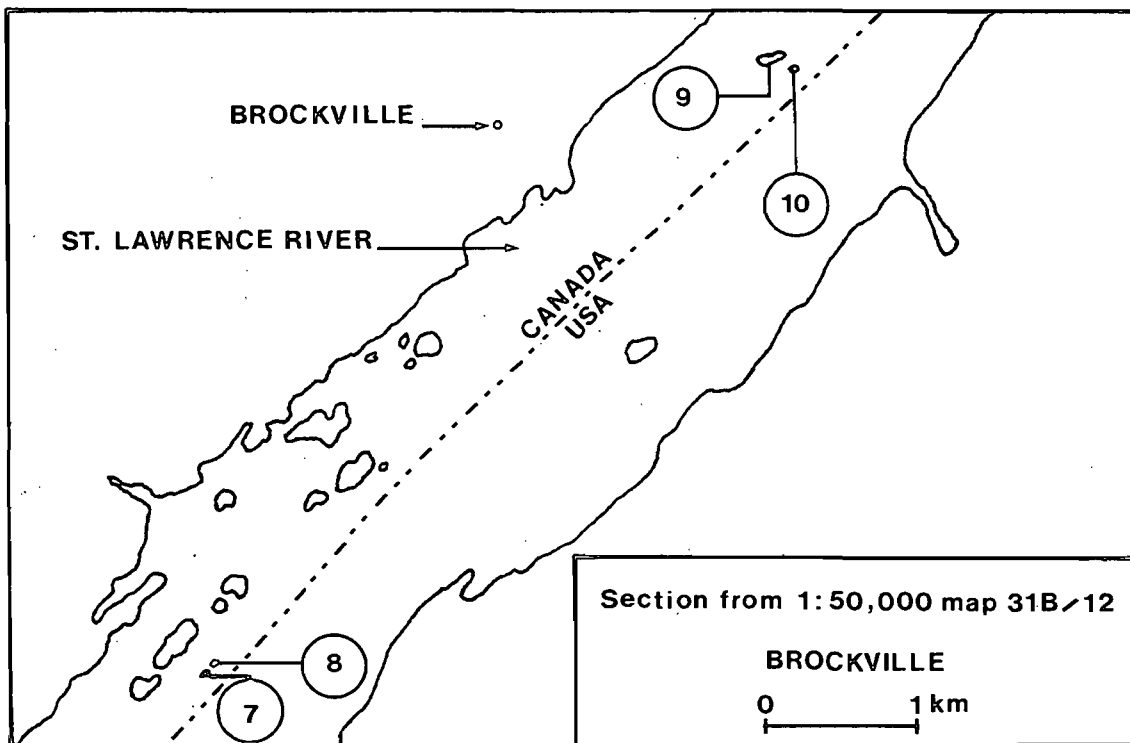 9
BROCKVILLE
10
ST. LAWRENCE RIVER
CANADA
USA
8
7
Section from 1:50,000 map 31B/12
BROCKVILLE
0 1 km